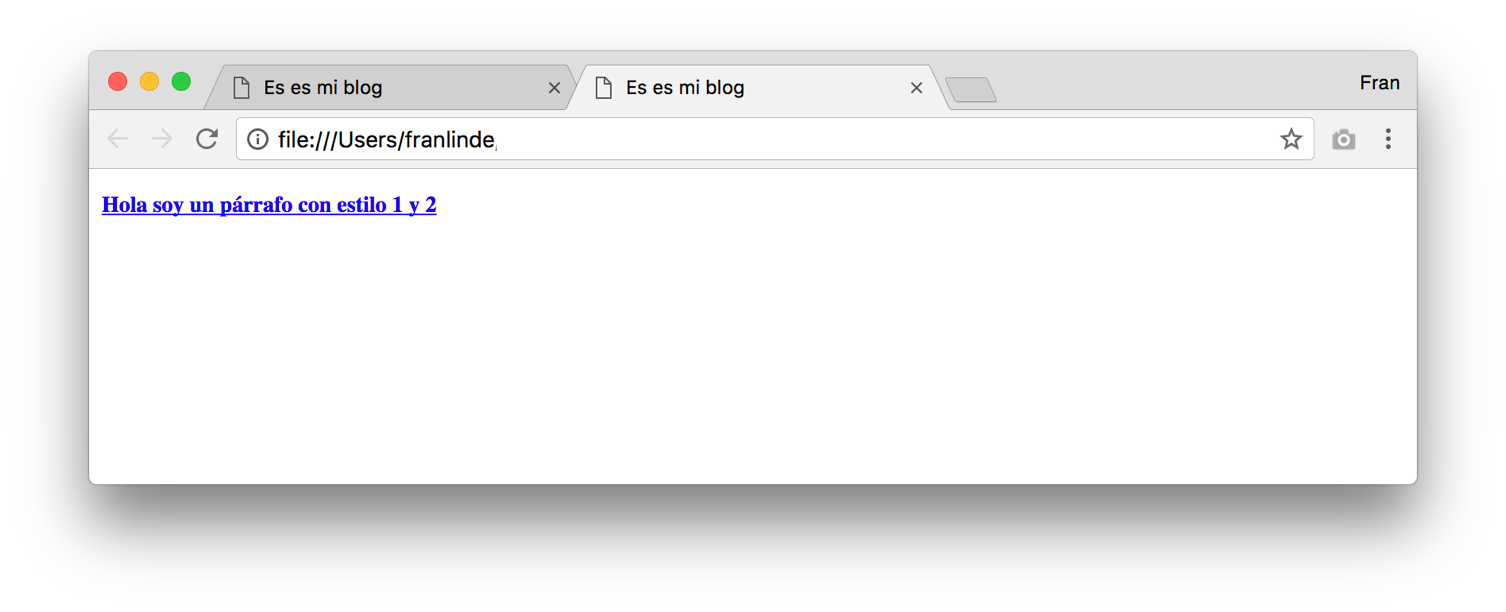 Es es mi blog
Es es mi blog
Fran
file:///Users/franlinde
Hola soy un párrafo con estilo 1 y 2